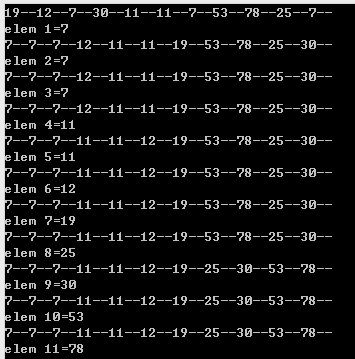 19--12--7--30--11--11--7--53--78--25--7--
elem 1=7
7--7--7--12--11--11--19--53--78--25--30--
elem 2=7
7--7--7--12--11--11--19--53--78--25--30--
elem 3=7
7--7--7--12--11--11--19--53--78--25--30--
elem 4=11
7--7--7--11--11--12--19--53--78--25--30--
elem 5=11
7--7--7--11--11--12--19--53--78--25--30--
elem 6=12
7--7--7--11--11--12--19--53--78--25--30--
elem 7=19
7--7--7--11--11--12--19--53--78--25--30--
elem 8=25
7--7--7--11--11--12--19--25--30--53--78--
elem 9=30
7--7--7--11--11--12--19--25--30--53--78--
elem 10=53
7--7--7--11--11--12--19--25--30--53--78--
elem 11=78